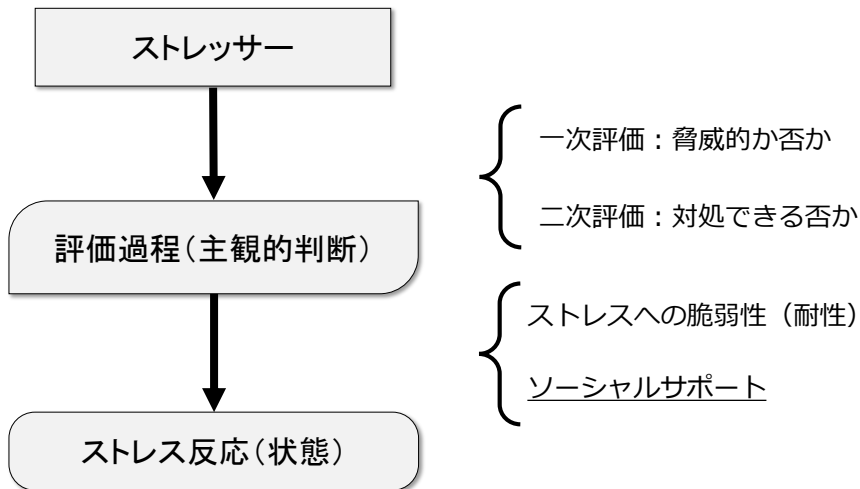 ストレッサー
一次評価：脅威的か否か
二次評価：対処できる否か
評価過程（主観的判断）
ストレスへの脆弱性（耐性）
ソーシャルサポート
ストレス反応（状態）